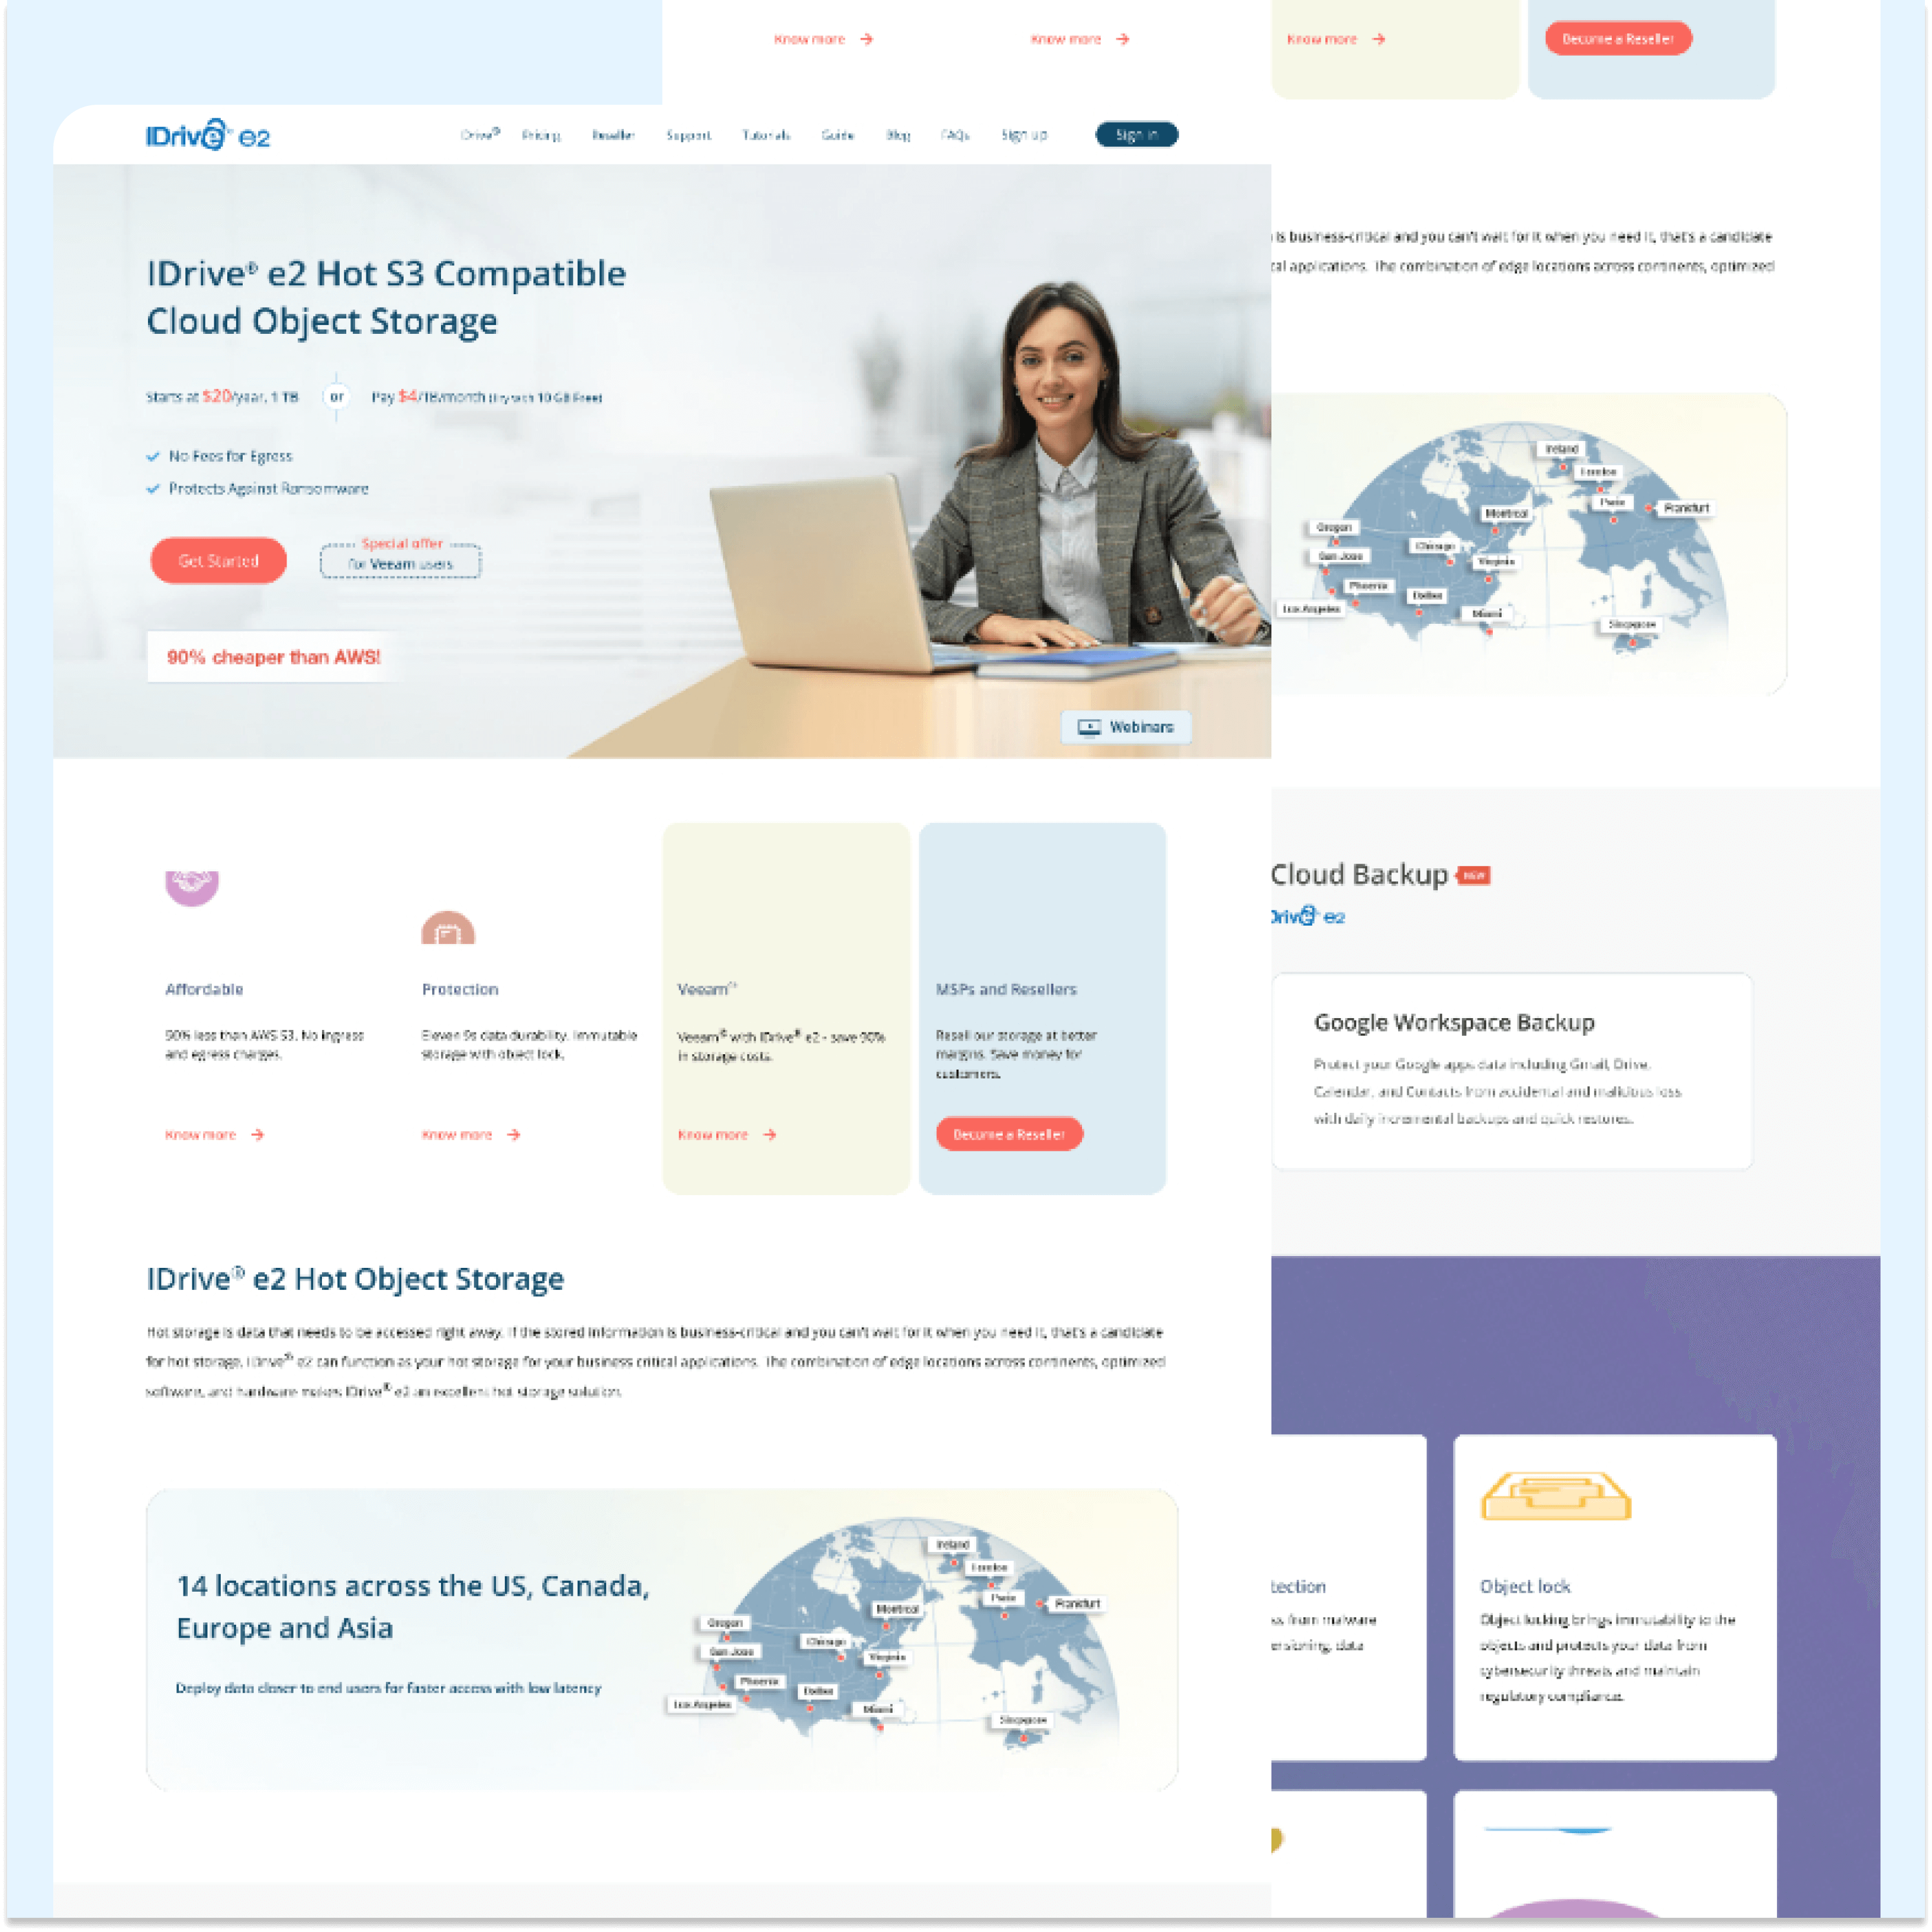 Know more
Know more
Know more
Become a Reseller
IDrive e2
IDrive® Pricing Reseller Support Tutorials Guide Blog FAQs Sign up Sign in
IDrive® e2 Hot S3 Compatible
Cloud Object Storage
Starts at $20/year, 1 TB or Pay $4/TB/month (Try with 10 GB Free)
No Fees for Egress
Protects Against Ransomware
Get Started
Special offer
for Veeam users
90% cheaper than AWS!
Webinars
Affordable
90% less than AWS S3. No ingress
and egress charges.
Know more
Protection
Eleven 9s data durability. Immutable
storage with object lock.
Know more
Veeam
Veeam® with IDrive® e2 - save 90%
in storage costs.
Know more
MSPs and Resellers
Resell our storage at better
margins. Save money for
customers.
Become a Reseller
IDrive® e2 Hot Object Storage
Hot storage is data that needs to be accessed right away. If the stored information is business-critical and you can't wait for it when you need it, that's a candidate
for hot storage. IDrive® e2 can function as your hot storage for your business critical applications. The combination of edge locations across continents, optimized
software, and hardware makes IDrive® e2 an excellent hot storage solution.
14 locations across the US, Canada,
Europe and Asia
Deploy data closer to end users for faster access with low latency
Ireland
London
Paris
Frankfurt
Montreal
Oregon
Chicago
San Jose
Virginia
Phoenix
Dallas
Los Angeles
Miami
Singapore
is business-critical and you can't wait for it when you need it, that's a candidate
cal applications. The combination of edge locations across continents, optimized
Ireland
London
Paris
Frankfurt
Montreal
Oregon
Chicago
San Jose
Virginia
Phoenix
Dallas
Los Angeles
Miami
Singapore
Cloud Backup NEW
Drive e2
Google Workspace Backup
Protect your Google apps data including Gmail, Drive,
Calendar, and Contacts from accidental and malicious loss
with daily incremental backups and quick restores.
tection
ss from malware
ersioning, data
Object lock
Object locking brings immutability to the
objects and protects your data from
cybersecurity threats and maintain
regulatory compliance.